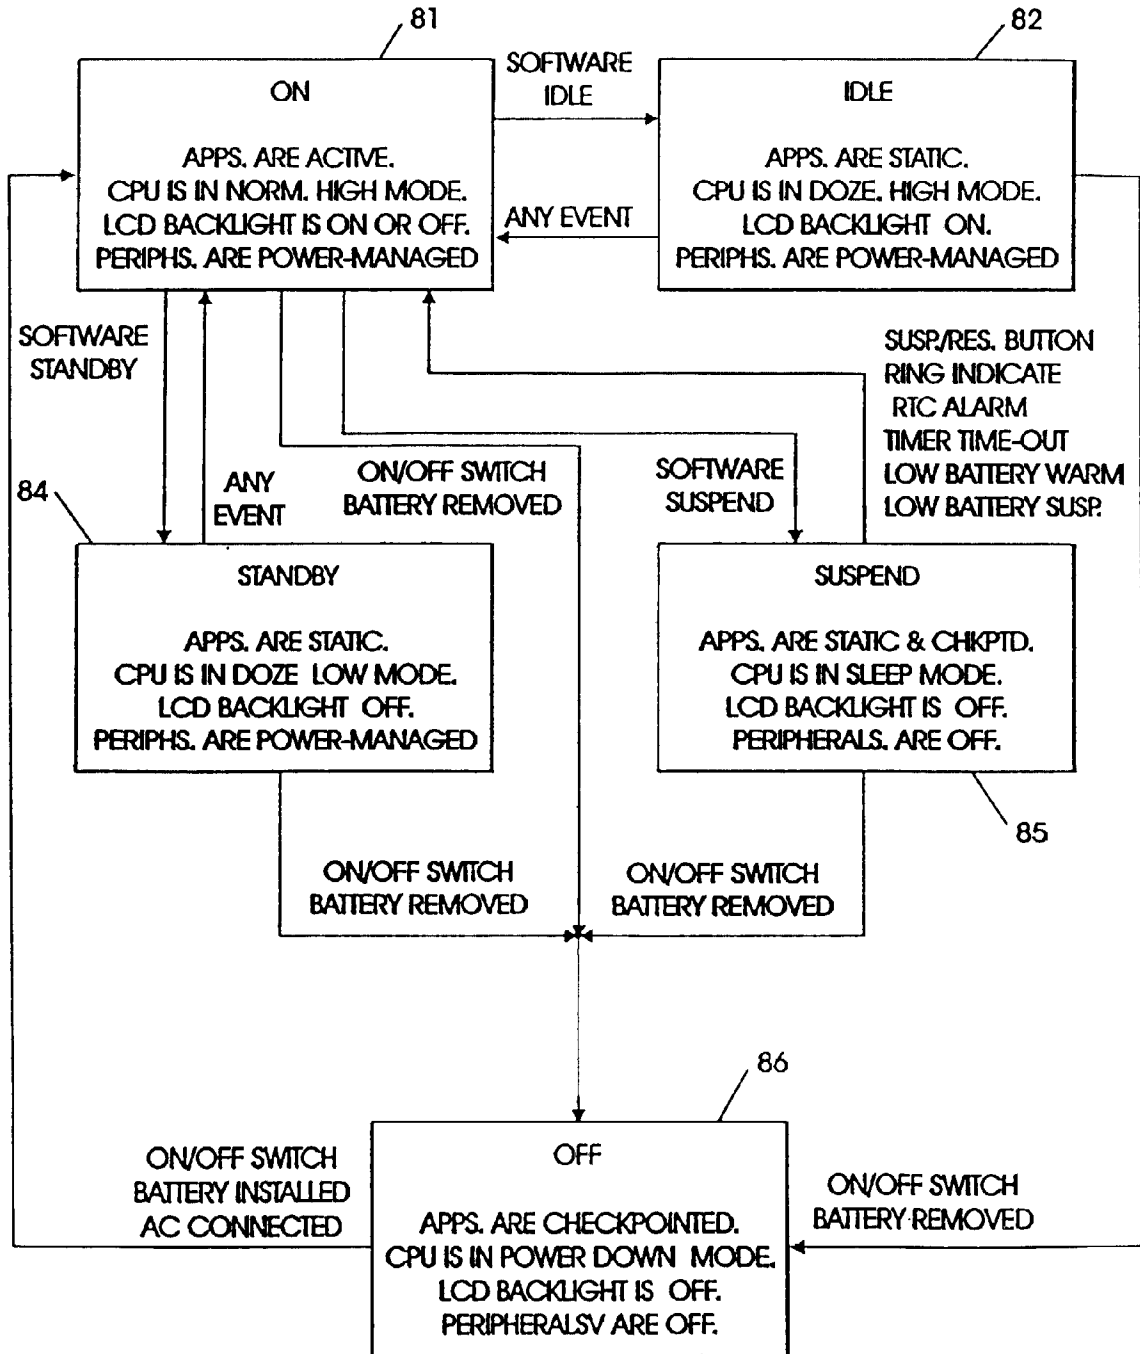 81
82
ON
APPS. ARE ACTIVE.
CPU IS IN NORM. HIGH MODE.
LCD BACKLIGHT IS ON OR OFF.
PERIPHS. ARE POWER-MANAGED
SOFTWARE
IDLE
ANY EVENT
IDLE
APPS. ARE STATIC.
CPU IS IN DOZE. HIGH MODE.
LCD BACKLIGHT ON.
PERIPHS. ARE POWER-MANAGED
SOFTWARE
STANDBY
ANY
EVENT
ON/OFF SWITCH
BATTERY REMOVED
SOFTWARE
SUSPEND
SUSP./RES. BUTTON
RING INDICATE
RTC ALARM
TIMER TIME-OUT
LOW BATTERY WARM
LOW BATTERY SUSP.
84
STANDBY
APPS. ARE STATIC.
CPU IS IN DOZE LOW MODE.
LCD BACKLIGHT OFF.
PERIPHS. ARE POWER-MANAGED
SUSPEND
APPS. ARE STATIC & CHKPTD.
CPU IS IN SLEEP MODE.
LCD BACKLIGHT IS OFF.
PERIPHERALS. ARE OFF.
85
ON/OFF SWITCH
BATTERY REMOVED
ON/OFF SWITCH
BATTERY REMOVED
86
ON/OFF SWITCH
BATTERY INSTALLED
AC CONNECTED
OFF
APPS. ARE CHECKPOINTED.
CPU IS IN POWER DOWN MODE.
LCD BACKLIGHT IS OFF.
PERIPHERALSV ARE OFF.
ON/OFF SWITCH
BATTERY REMOVED